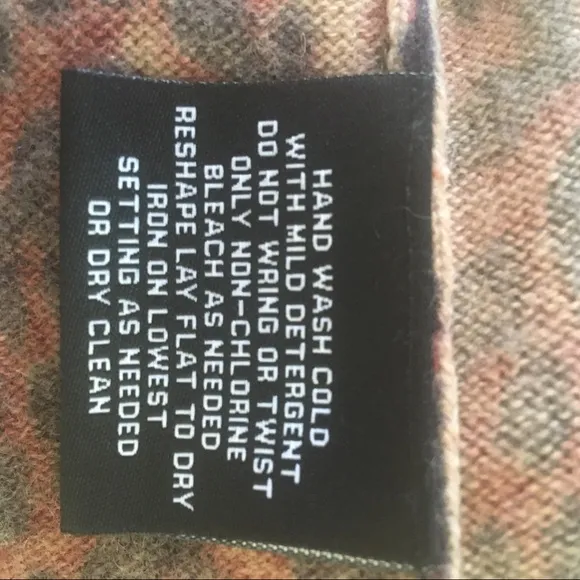 HAND WASH COLD
WITH MILD DETERGENT
DO NOT WRING OR TWIST
ONLY NON-CHLORINE
BLEACH AS NEEDED
RESHAPE LAY FLAT TO DRY
IRON ON LOWEST
SETTING AS NEEDED
OR DRY CLEAN